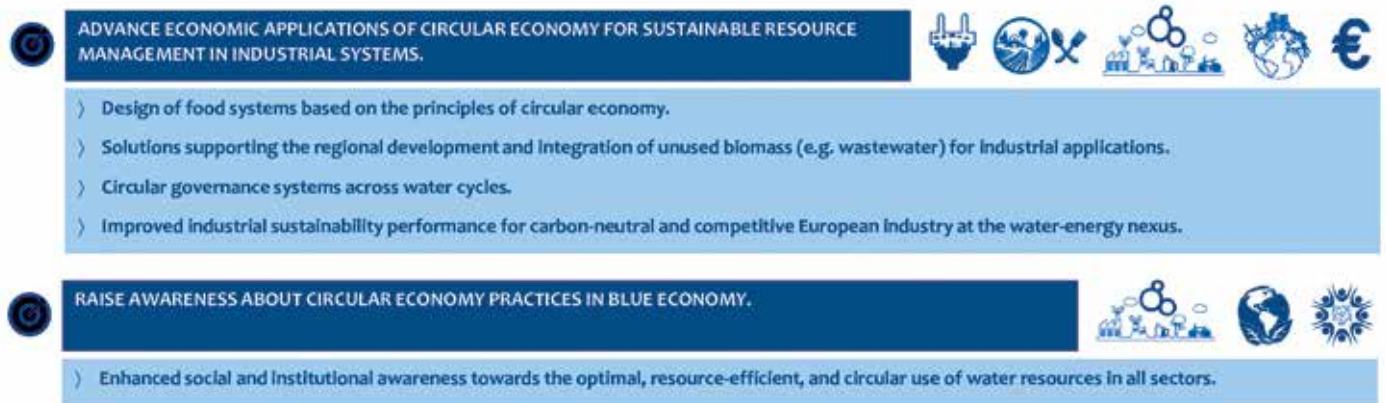 ADVANCE ECONOMIC APPLICATIONS OF CIRCULAR ECONOMY FOR SUSTAINABLE RESOURCE
MANAGEMENT IN INDUSTRIAL SYSTEMS.
〉 Design of food systems based on the principles of circular economy.
〉 Solutions supporting the regional development and integration of unused biomass (e.g. wastewater) for industrial applications.
〉 Circular governance systems across water cycles.
〉 Improved industrial sustainability performance for carbon-neutral and competitive European industry at the water-energy nexus.
RAISE AWARENESS ABOUT CIRCULAR ECONOMY PRACTICES IN BLUE ECONOMY.
〉 Enhanced social and institutional awareness towards the optimal, resource-efficient, and circular use of water resources in all sectors.